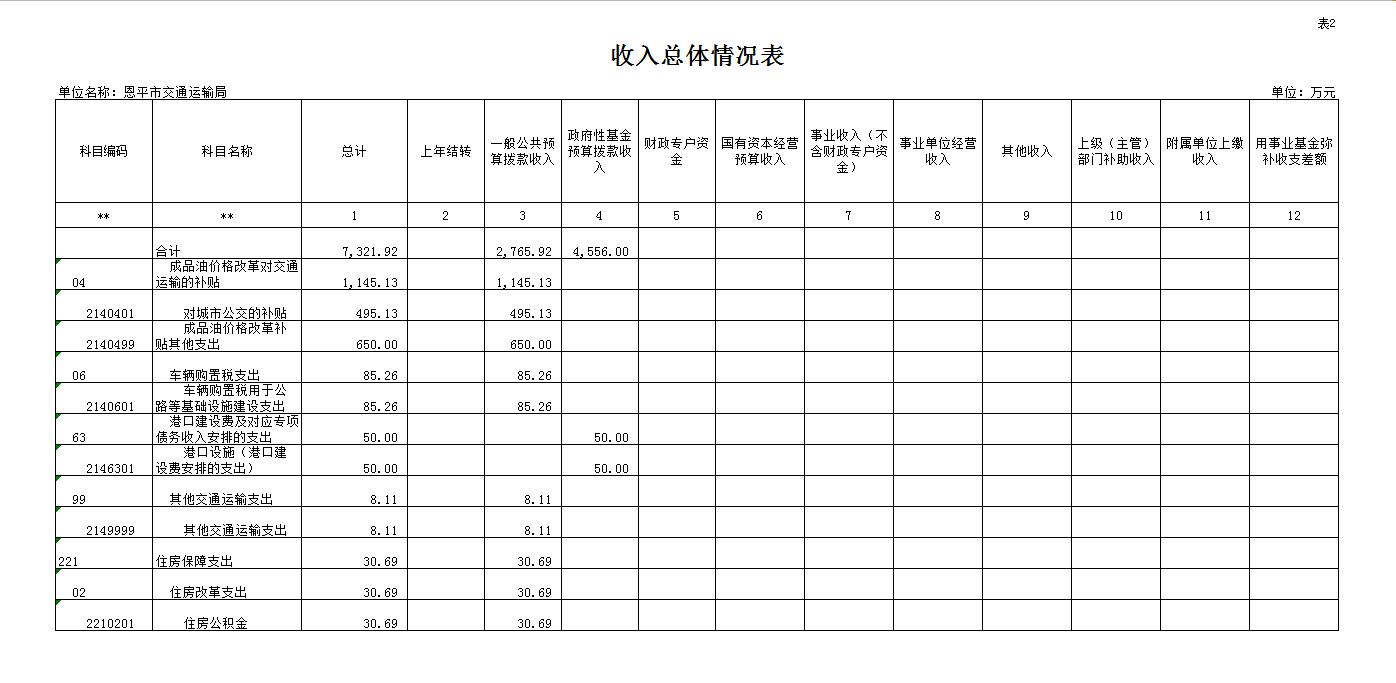 表2
收入总体情况表
单位名称：恩平市交通运输局 单位：万元
科目编码 科目名称 总计 上年结转 一般公共预算拨款收入 政府性基金预算拨款收入 财政专户资金 国有资本经营预算收入 事业收入（不含财政专户资金） 事业单位经营收入 其他收入 上级（主管）部门补助收入 附属单位上缴收入 用事业基金弥补收支差额
** ** 1 2 3 4 5 6 7 8 9 10 11 12
合计 7,321.92 2,765.92 4,556.00
04 成品油价格改革对交通运输的补贴 1,145.13 1,145.13
2140401 对城市公交的补贴 495.13 495.13
2140499 成品油价格改革补贴其他支出 650.00 650.00
06 车辆购置税支出 85.26 85.26
2140601 车辆购置税用于公路等基础设施建设支出 85.26 85.26
63 港口建设费及对应专项债务收入安排的支出 50.00 50.00
2146301 港口设施（港口建设费安排的支出） 50.00 50.00
99 其他交通运输支出 8.11 8.11
2149999 其他交通运输支出 8.11 8.11
221 住房保障支出 30.69 30.69
02 住房改革支出 30.69 30.69
2210201 住房公积金 30.69 30.69